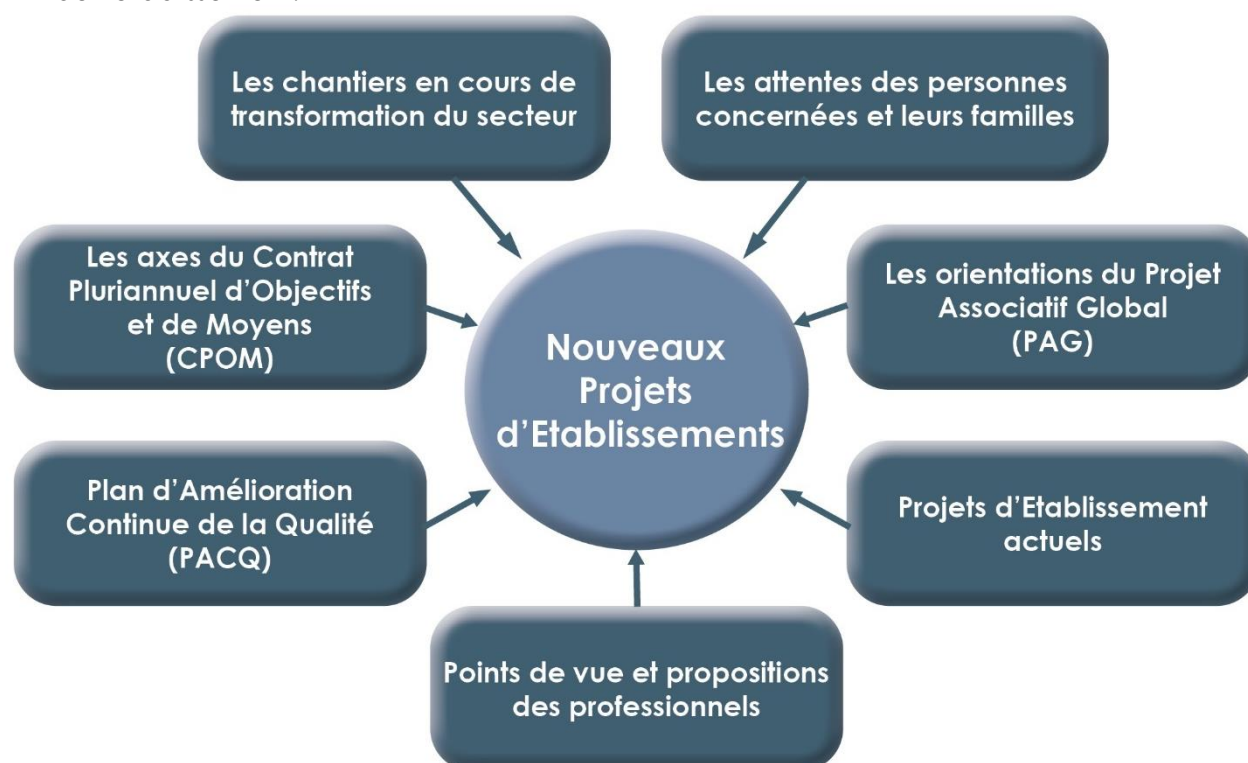 Les chantiers en cours de
transformation du secteur
Les attentes des personnes
concernées et leurs familles
Les axes du Contrat
Pluriannuel d'Objectifs
et de Moyens
(CPOM)
Les orientations du Projet
Associatif Global
(PAG)
Nouveaux
Projets
d'Etablissements
Plan d'Amélioration
Continue de la Qualité
(PACQ)
Projets d'Etablissement
actuels
Points de vue et propositions
des professionnels